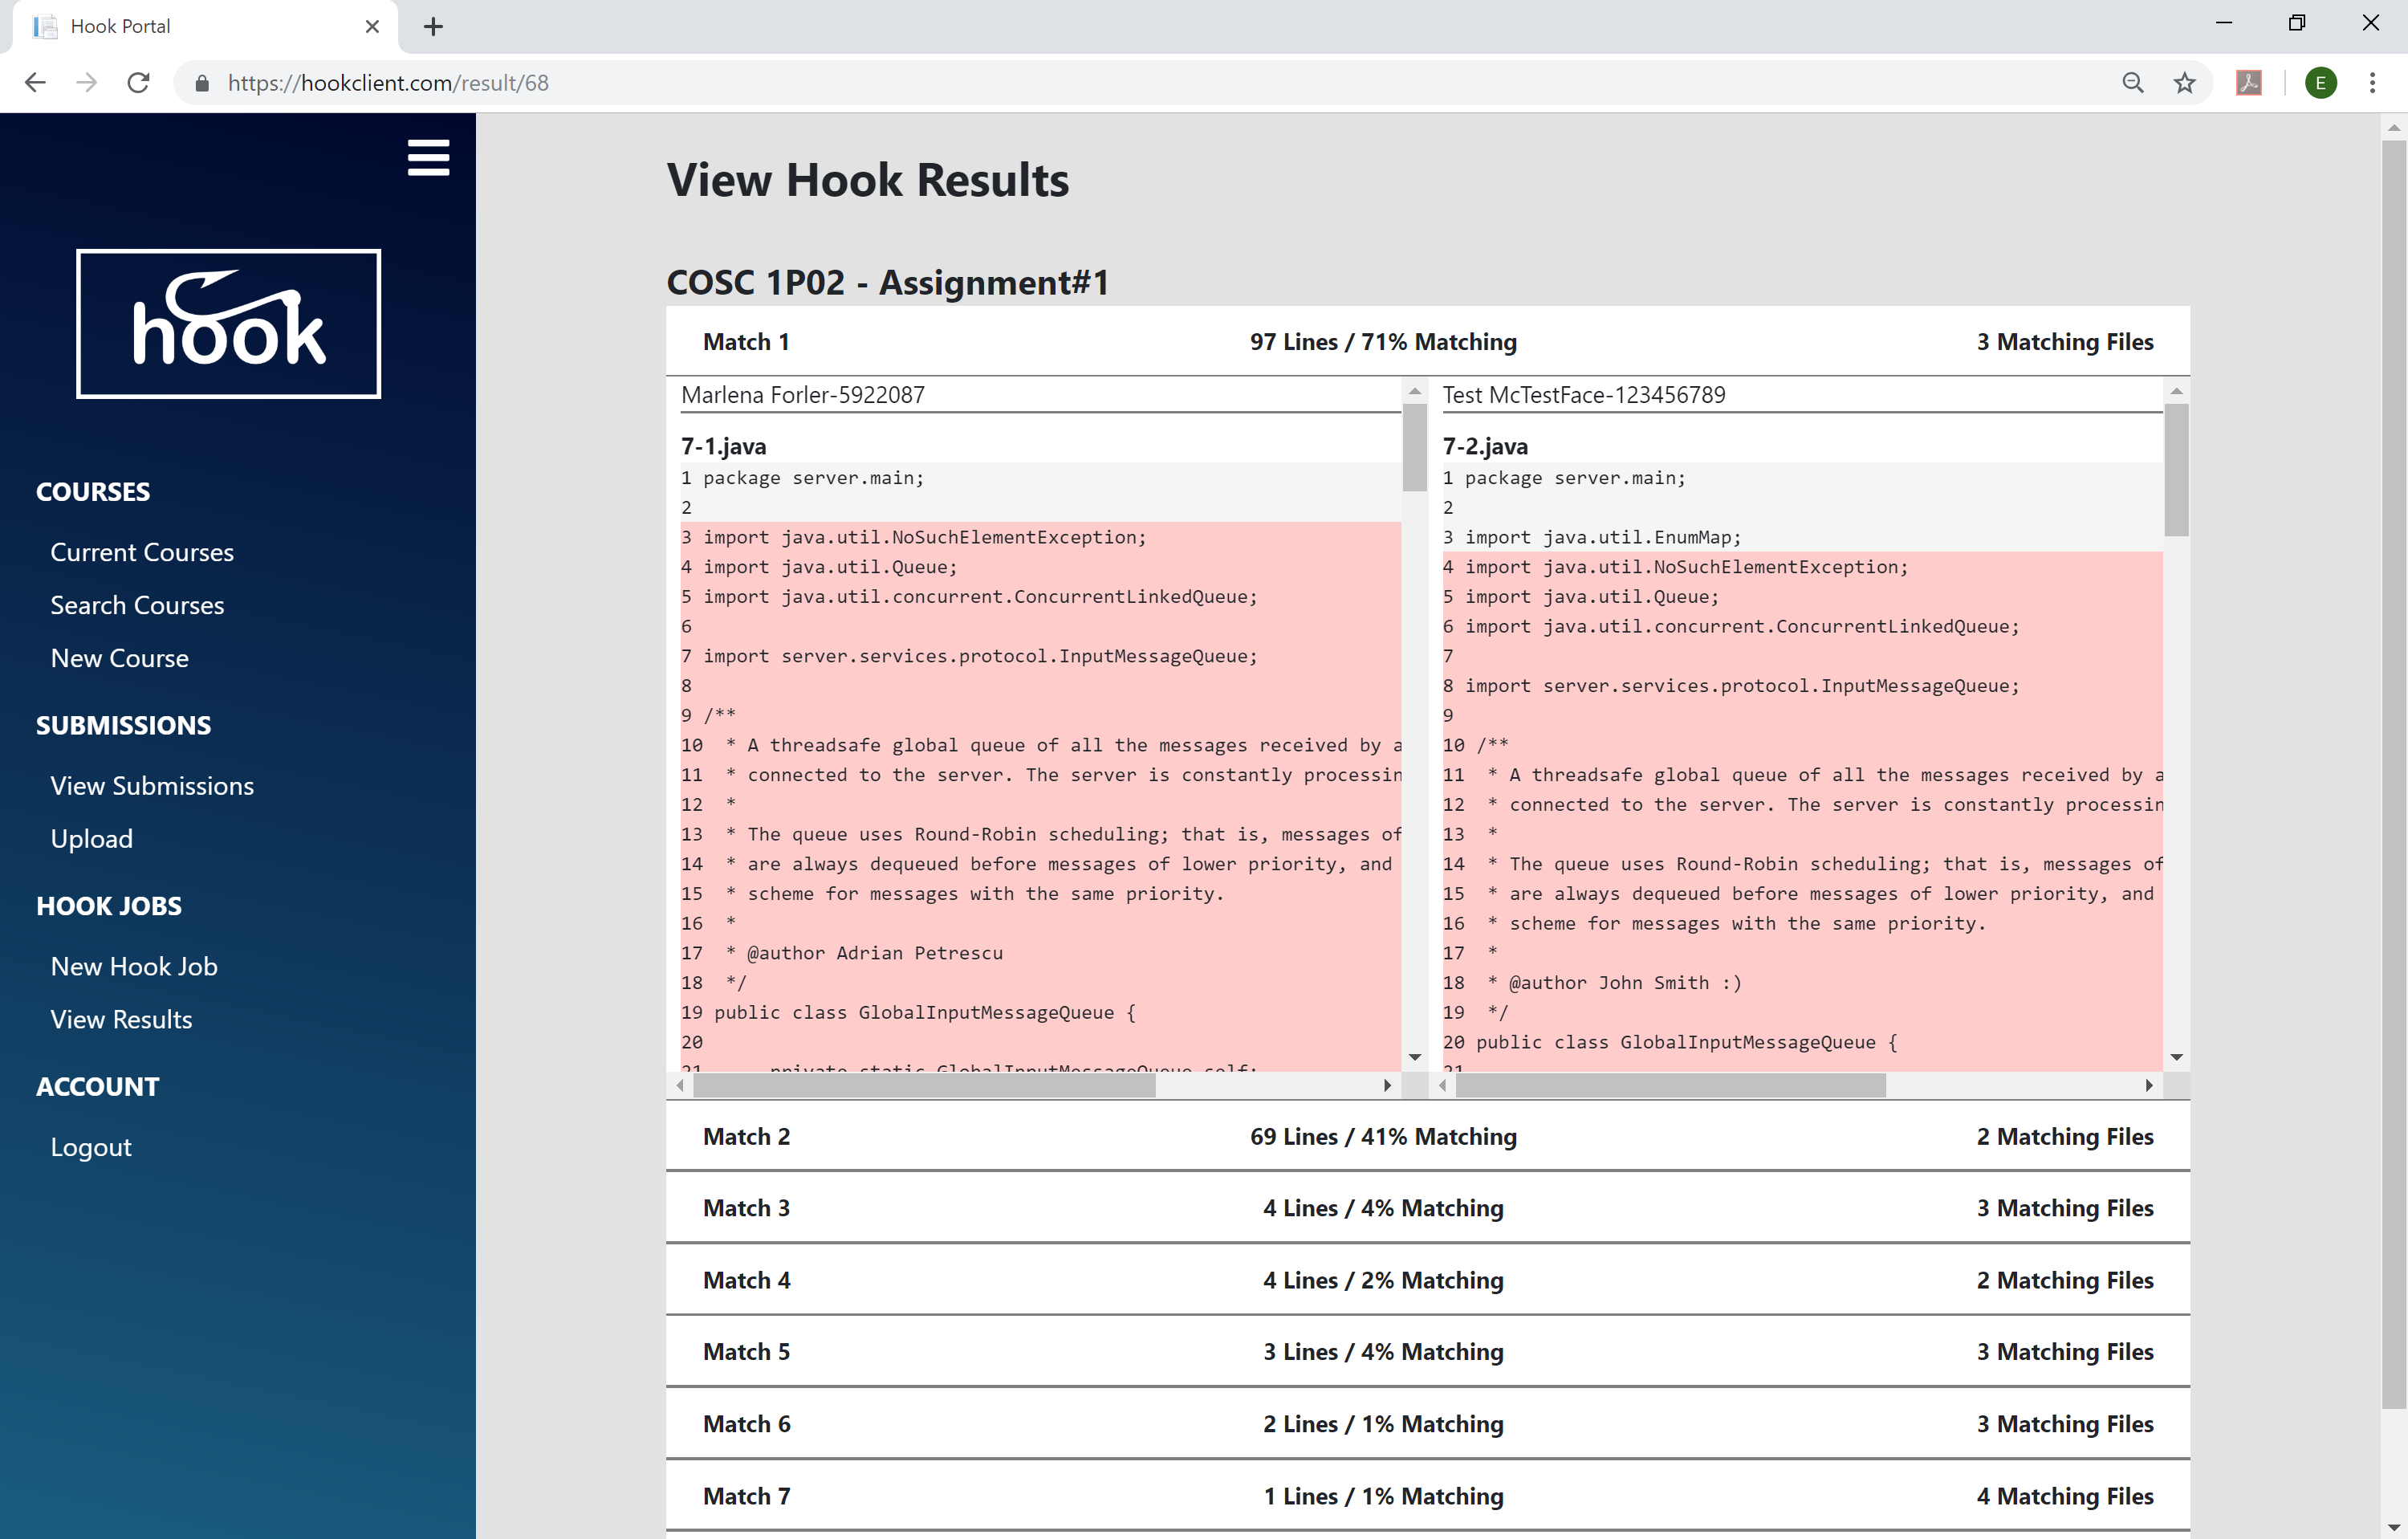 Hook Portal
https://hookclient.com/result/68
E
hook
COURSES
Current Courses
Search Courses
New Course
SUBMISSIONS
View Submissions
Upload
HOOK JOBS
New Hook Job
View Results
ACCOUNT
Logout
View Hook Results
COSC 1P02 - Assignment#1
Match 1 97 Lines / 71% Matching 3 Matching Files
Marlena Forler-5922087
7-1.java
1 package server.main;
2
3 import java.util.NoSuchElementException;
4 import java.util.Queue;
5 import java.util.concurrent.ConcurrentLinkedQueue;
6
7 import server.services.protocol.InputMessageQueue;
8
9 /**
10  * A threadsafe global queue of all the messages received by a
11  * connected to the server. The server is constantly processin
12  *
13  * The queue uses Round-Robin scheduling; that is, messages of
14  * are always dequeued before messages of lower priority, and
15  * scheme for messages with the same priority.
16  *
17  * @author Adrian Petrescu
18  */
19 public class GlobalInputMessageQueue {
20
21     private static GlobalInputMessageQueue self;
Test McTestFace-123456789
7-2.java
1 package server.main;
2
3 import java.util.EnumMap;
4 import java.util.NoSuchElementException;
5 import java.util.Queue;
6 import java.util.concurrent.ConcurrentLinkedQueue;
7
8 import server.services.protocol.InputMessageQueue;
9
10 /**
11  * A threadsafe global queue of all the messages received by a
12  * connected to the server. The server is constantly processin
13  *
14  * The queue uses Round-Robin scheduling; that is, messages of
15  * are always dequeued before messages of lower priority, and
16  * scheme for messages with the same priority.
17  *
18  * @author John Smith :)
19  */
20 public class GlobalInputMessageQueue {
21
Match 2 69 Lines / 41% Matching 2 Matching Files
Match 3 4 Lines / 4% Matching 3 Matching Files
Match 4 4 Lines / 2% Matching 2 Matching Files
Match 5 3 Lines / 4% Matching 3 Matching Files
Match 6 2 Lines / 1% Matching 3 Matching Files
Match 7 1 Lines / 1% Matching 4 Matching Files